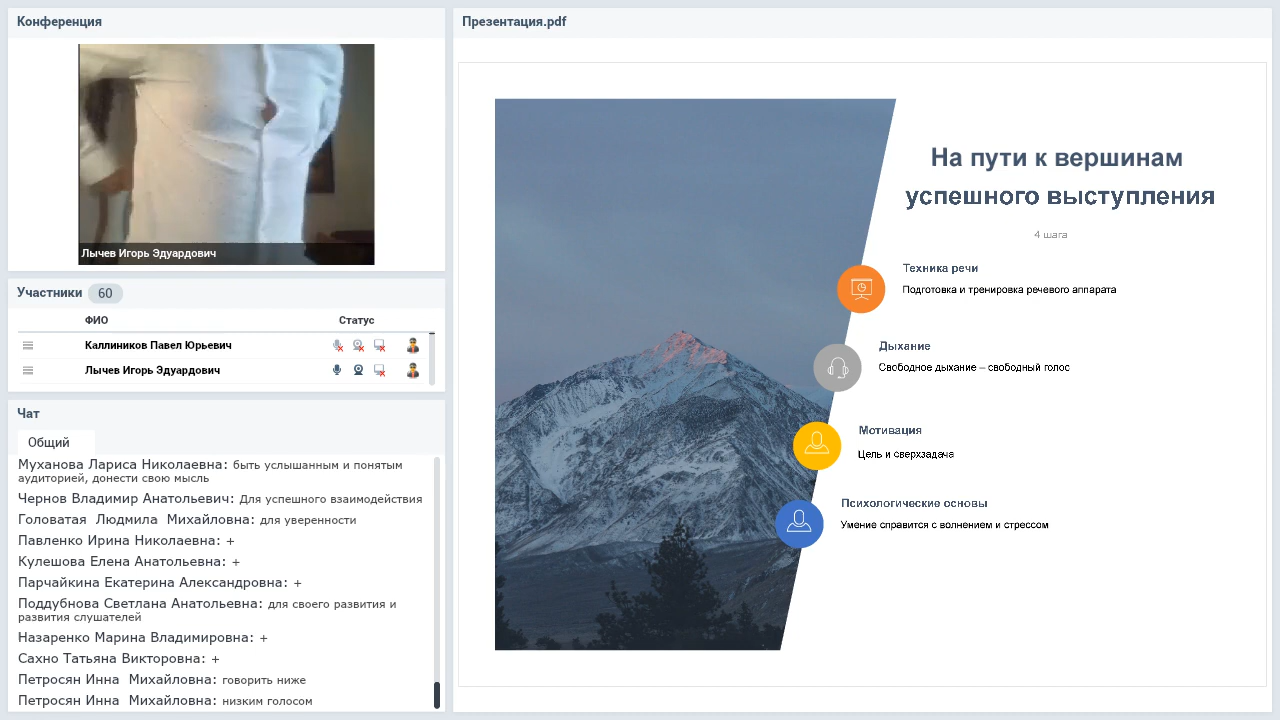 Конференция
Лычев Игорь Эдуардович
Участники 60
ФИО Статус
Каллиников Павел Юрьевич
Лычев Игорь Эдуардович
Чат
Общий
Муханова Лариса Николаевна: быть услышанным и понятым
аудиторией, донести свою мысль
Чернов Владимир Анатольевич: Для успешного взаимодействия
Головатая Людмила Михайловна: для уверенности
Павленко Ирина Николаевна: +
Кулешова Елена Анатольевна: +
Парчайкина Екатерина Александровна: +
Поддубнова Светлана Анатольевна: для своего развития и
развития слушателей
Назаренко Марина Владимировна: +
Сахно Татьяна Викторовна: +
Петросян Инна Михайловна: говорить ниже
Петросян Инна Михайловна: низким голосом
Презентация.pdf
На пути к вершинам
успешного выступления
4 шага
Техника речи
Подготовка и тренировка речевого аппарата
Дыхание
Свободное дыхание – свободный голос
Мотивация
Цель и сверхзадача
Психологические основы
Умение справится с волнением и стрессом